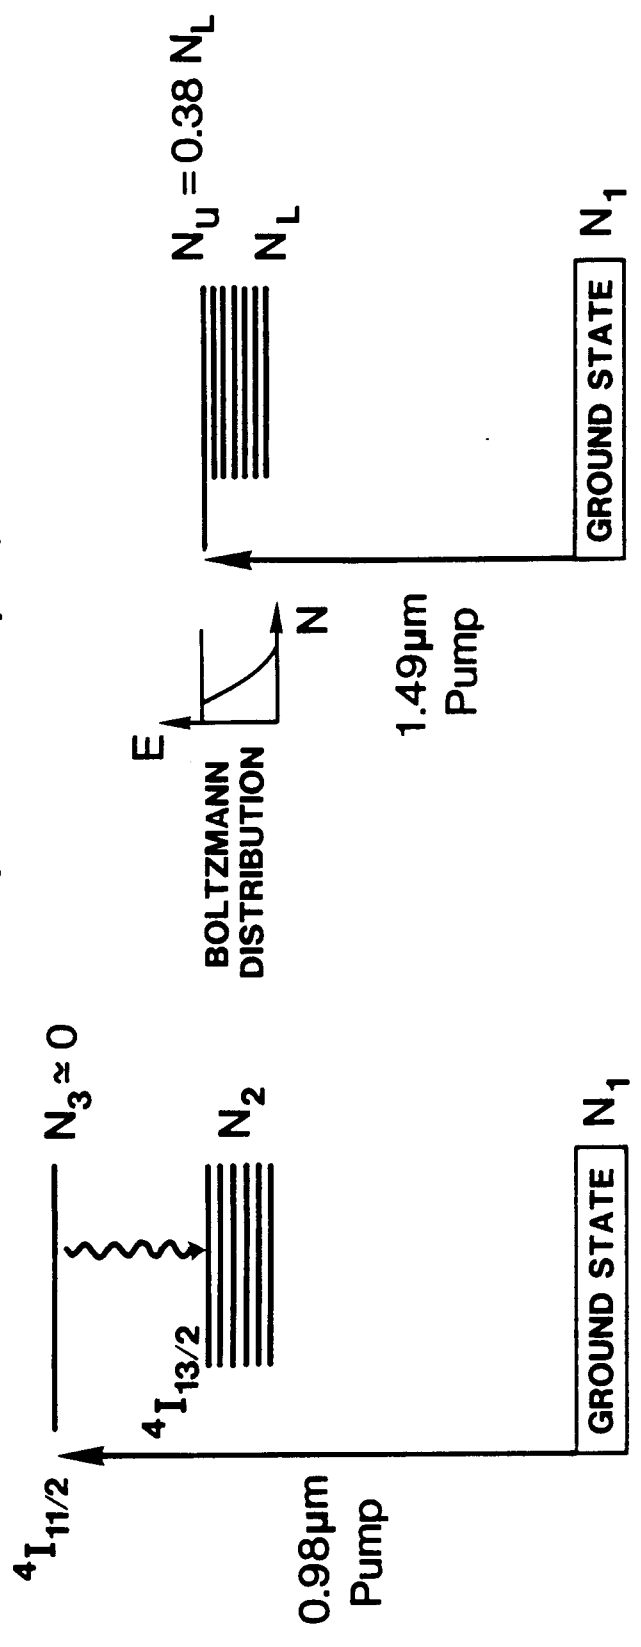 ⁴I₁₁/₂
N₃ ≃ 0
0.98μm
Pump
⁴I₁₃/₂
N₂
GROUND STATE
N₁
E
N
BOLTZMANN
DISTRIBUTION
1.49μm
Pump
Nᵤ = 0.38 N_L
N_L
GROUND STATE
N₁